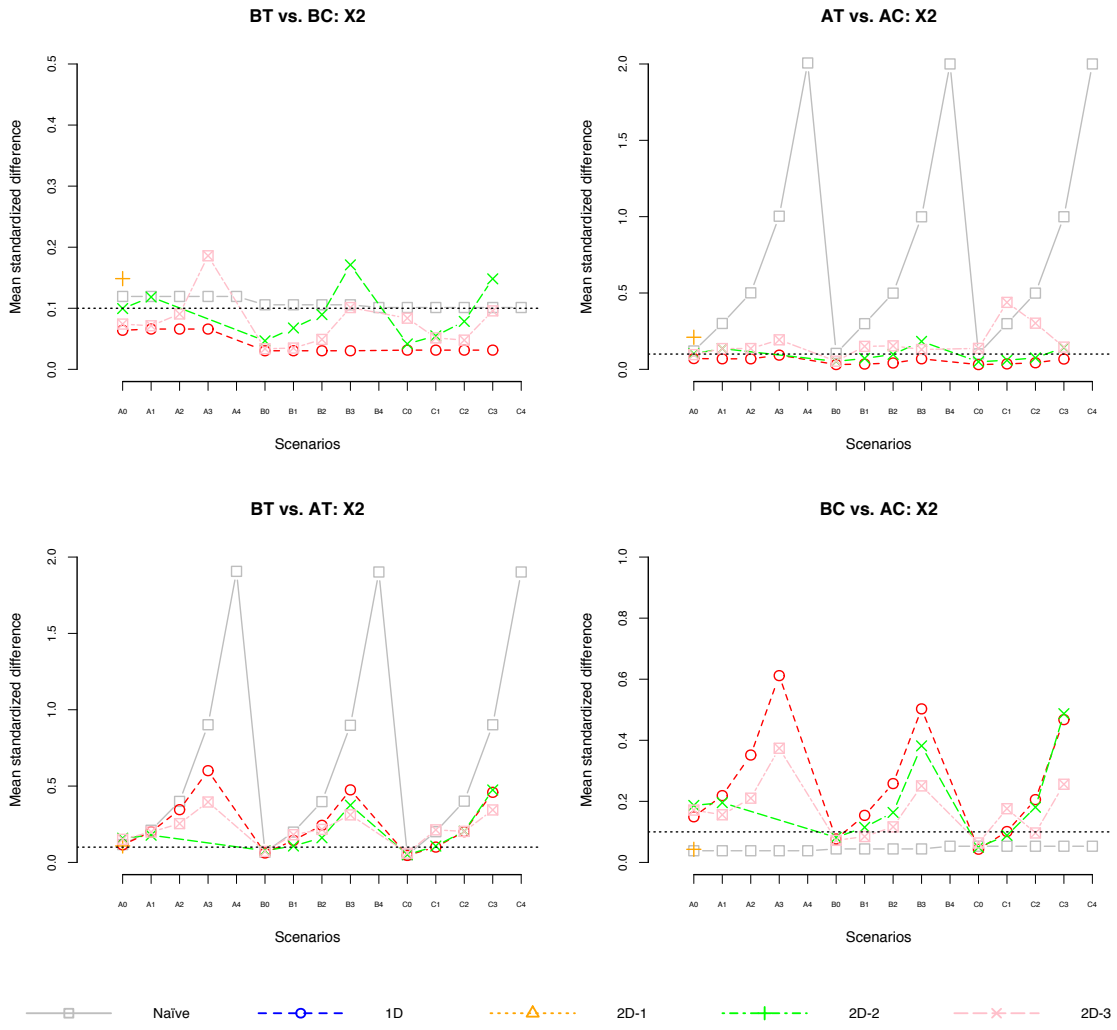 BT vs. BC: X2
Mean standardized difference
0.0 0.1 0.2 0.3 0.4 0.5
A0 A1 A2 A3 A4 B0 B1 B2 B3 B4 C0 C1 C2 C3 C4
Scenarios
AT vs. AC: X2
Mean standardized difference
0.0 0.5 1.0 1.5 2.0
A0 A1 A2 A3 A4 B0 B1 B2 B3 B4 C0 C1 C2 C3 C4
Scenarios
BT vs. AT: X2
Mean standardized difference
0.0 0.5 1.0 1.5 2.0
A0 A1 A2 A3 A4 B0 B1 B2 B3 B4 C0 C1 C2 C3 C4
Scenarios
BC vs. AC: X2
Mean standardized difference
0.0 0.2 0.4 0.6 0.8 1.0
A0 A1 A2 A3 A4 B0 B1 B2 B3 B4 C0 C1 C2 C3 C4
Scenarios
Naïve 1D 2D-1 2D-2 2D-3